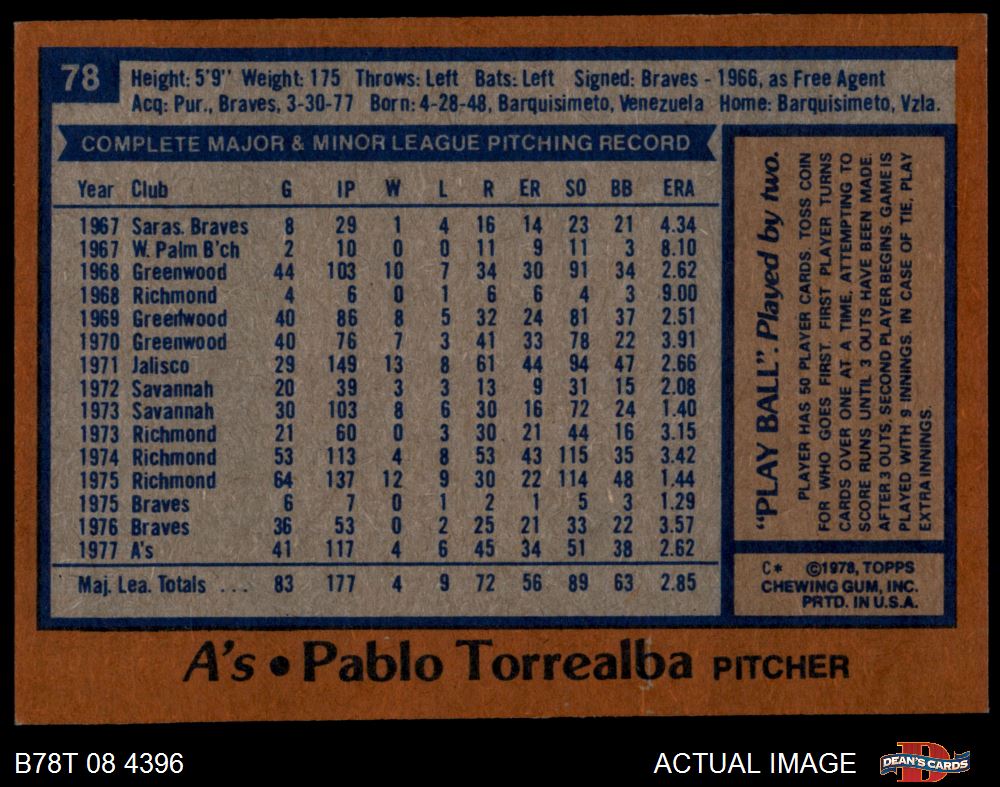 78
Height: 5'9" Weight: 175 Throws: Left Bats: Left Signed: Braves - 1966, as Free Agent
Acq: Pur., Braves, 3-30-77 Born: 4-28-48, Barquisimeto, Venezuela Home: Barquisimeto, Vzla.
COMPLETE MAJOR & MINOR LEAGUE PITCHING RECORD
Year Club G IP W L R ER SO BB ERA
1967 Saras. Braves 8 29 1 4 16 14 23 21 4.34
1967 W. Palm B'ch 2 10 0 0 11 9 11 3 8.10
1968 Greenwood 44 103 10 7 34 30 91 34 2.62
1968 Richmond 4 6 0 1 6 6 4 3 9.00
1969 Greenwood 40 86 8 5 32 24 81 37 2.51
1970 Greenwood 40 76 7 3 41 33 78 22 3.91
1971 Jalisco 29 149 13 8 61 44 94 47 2.66
1972 Savannah 20 39 3 3 13 9 31 15 2.08
1973 Savannah 30 103 8 6 30 16 72 24 1.40
1973 Richmond 21 60 0 3 30 21 44 16 3.15
1974 Richmond 53 113 4 8 53 43 115 35 3.42
1975 Richmond 64 137 12 9 30 22 114 48 1.44
1975 Braves 6 7 0 1 2 1 5 3 1.29
1976 Braves 36 53 0 2 25 21 33 22 3.57
1977 A's 41 117 4 6 45 34 51 38 2.62
Maj. Lea. Totals ... 83 177 4 9 72 56 89 63 2.85
"PLAY BALL". Played by two.
PLAYER HAS 50 PLAYER CARDS. TOSS COIN
FOR WHO GOES FIRST. FIRST PLAYER TURNS
CARDS OVER ONE AT A TIME, ATTEMPTING TO
SCORE RUNS UNTIL 3 OUTS HAVE BEEN MADE.
AFTER 3 OUTS, SECOND PLAYER BEGINS. GAME IS
PLAYED WITH 9 INNINGS. IN CASE OF TIE, PLAY
EXTRA INNINGS.
C* ©1978, TOPPS
CHEWING GUM, INC.
PRTD. IN U.S.A.
A's • Pablo Torrealba PITCHER
B78T 08 4396
ACTUAL IMAGE
D
DEAN'S CARDS